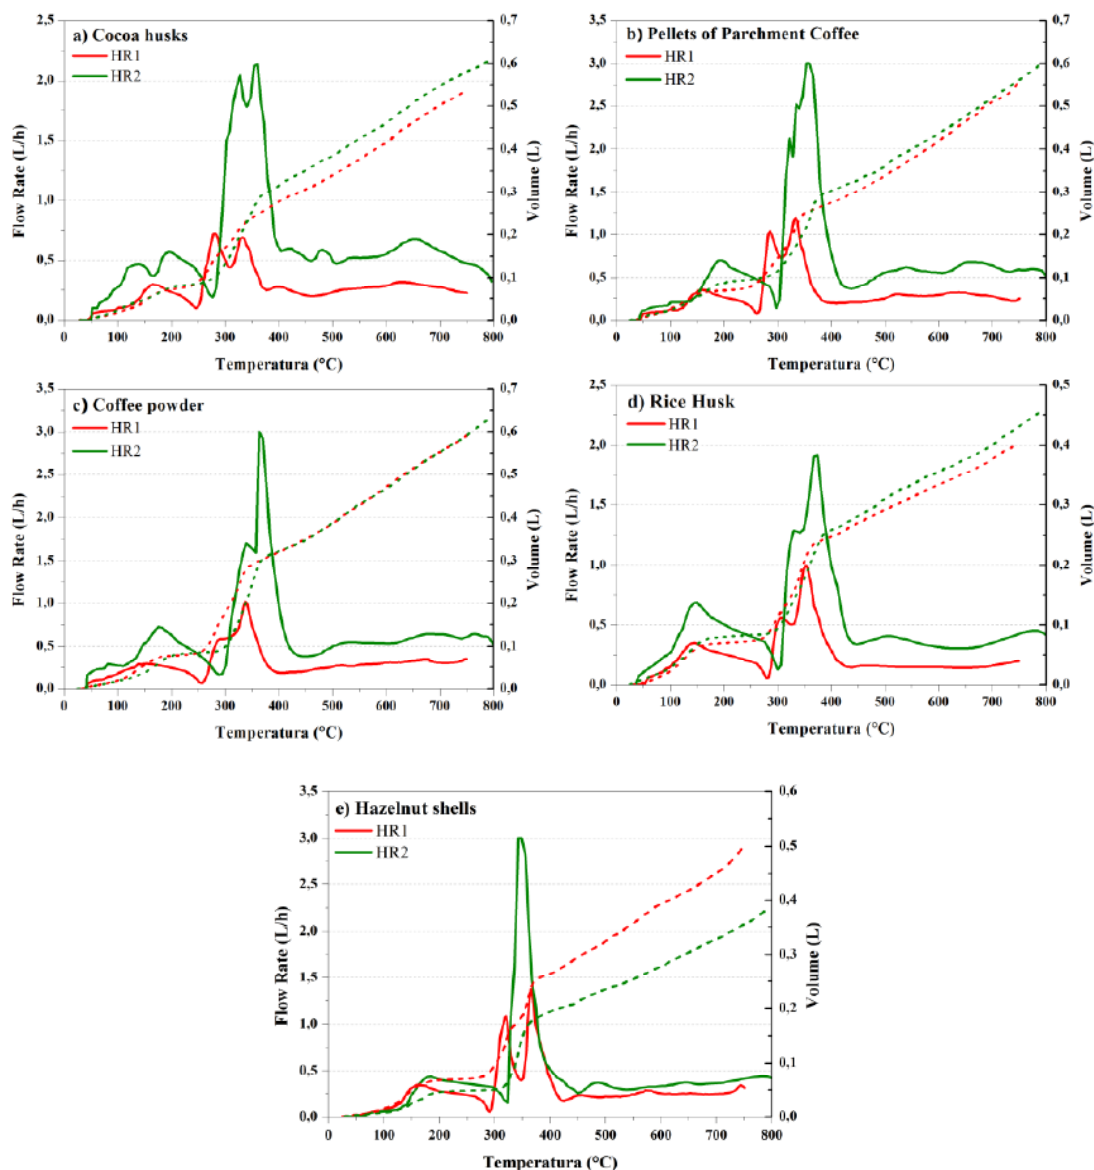 a) Cocoa husks
HR1
HR2
Flow Rate (L/h)
2,5
2,0
1,5
1,0
0,5
0,0
Volume (L)
0,7
0,6
0,5
0,4
0,3
0,2
0,1
0,0
0 100 200 300 400 500 600 700 800
Temperatura (°C)
b) Pellets of Parchment Coffee
HR1
HR2
Flow Rate (L/h)
3,5
3,0
2,5
2,0
1,5
1,0
0,5
0,0
Volume (L)
0,7
0,6
0,5
0,4
0,3
0,2
0,1
0,0
0 100 200 300 400 500 600 700 800
Temperatura (°C)
c) Coffee powder
HR1
HR2
Flow Rate (L/h)
3,5
3,0
2,5
2,0
1,5
1,0
0,5
0,0
Volume (L)
0,7
0,6
0,5
0,4
0,3
0,2
0,1
0,0
0 100 200 300 400 500 600 700 800
Temperatura (°C)
d) Rice Husk
HR1
HR2
Flow Rate (L/h)
2,5
2,0
1,5
1,0
0,5
0,0
Volume (L)
0,5
0,4
0,3
0,2
0,1
0,0
0 100 200 300 400 500 600 700 800
Temperatura (°C)
e) Hazelnut shells
HR1
HR2
Flow Rate (L/h)
3,5
3,0
2,5
2,0
1,5
1,0
0,5
0,0
Volume (L)
0,6
0,5
0,4
0,3
0,2
0,1
0,0
0 100 200 300 400 500 600 700 800
Temperatura (°C)